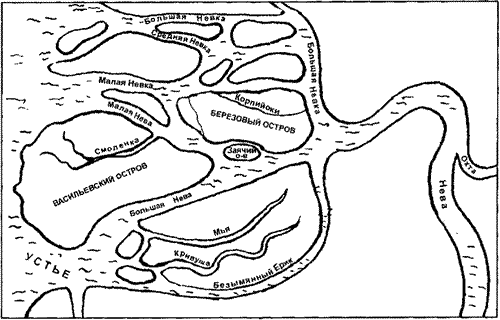 Большая Невка
Средняя Невка
Большая Невка
Малая Невка
Малая Нева
Корпийоки
БЕРЕЗОВЫЙ ОСТРОВ
Смоленка
Заячий
о-в
ВАСИЛЬЕВСКИЙ ОСТРОВ
Охта
Нева
Большая Нева
Мья
Кривуша
УСТЬЕ
Безымянный Ерик